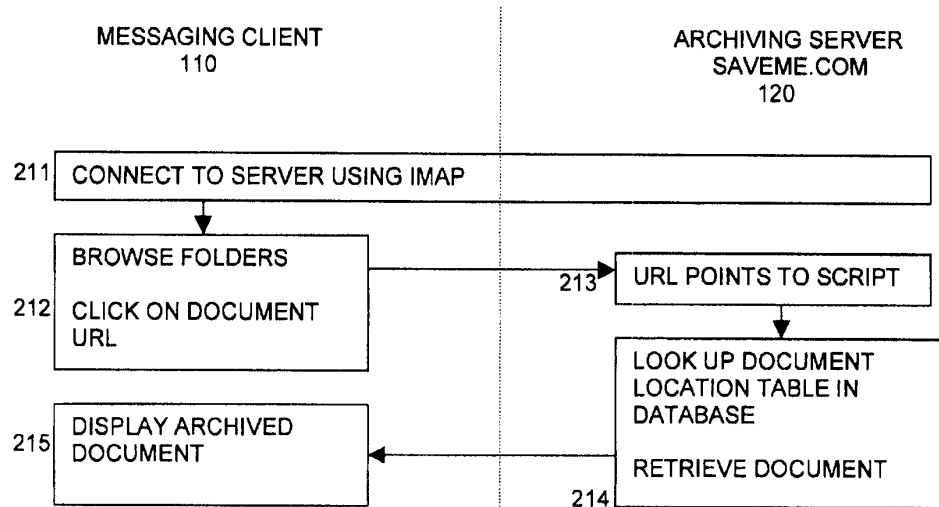 MESSAGING CLIENT
110
ARCHIVING SERVER
SAVEME.COM
120
211 CONNECT TO SERVER USING IMAP
BROWSE FOLDERS
212 CLICK ON DOCUMENT
URL
213 URL POINTS TO SCRIPT
LOOK UP DOCUMENT
LOCATION TABLE IN
DATABASE
RETRIEVE DOCUMENT
214
215 DISPLAY ARCHIVED
DOCUMENT